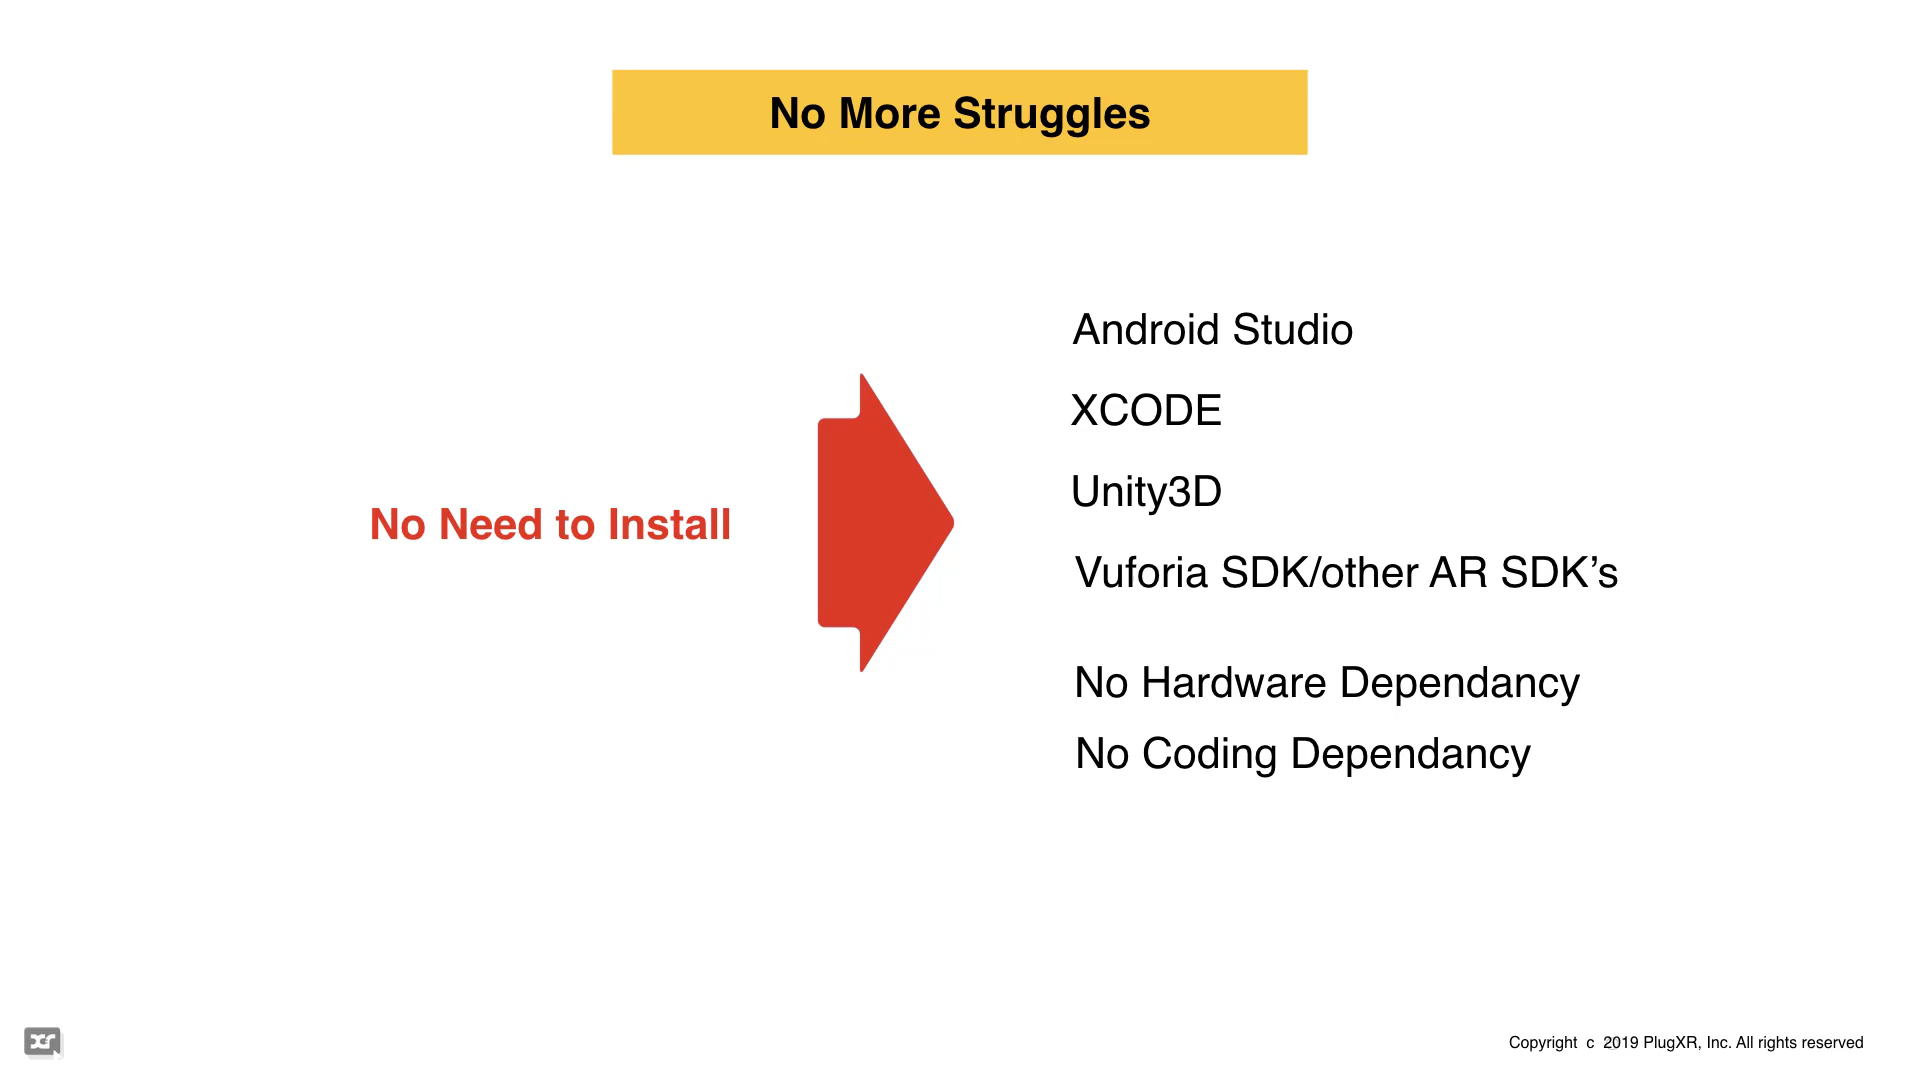 No More Struggles
Android Studio
XCODE
Unity3D
No Need to Install
Vuforia SDK/other AR SDK’s
No Hardware Dependancy
No Coding Dependancy
xr
Copyright c 2019 PlugXR, Inc. All rights reserved